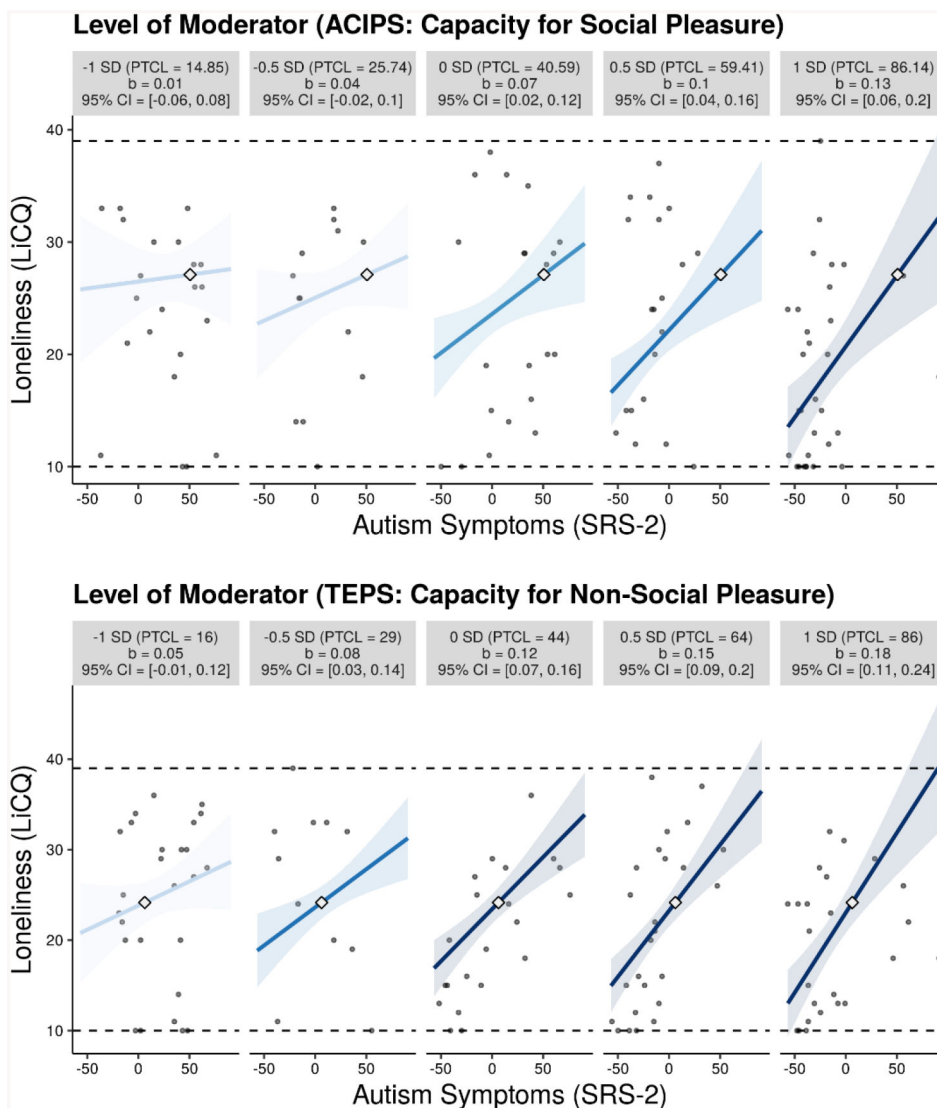 Level of Moderator (ACIPS: Capacity for Social Pleasure)
-1 SD (PTCL = 14.85)
b = 0.01
95% CI = [-0.06, 0.08]
-0.5 SD (PTCL = 25.74)
b = 0.04
95% CI = [-0.02, 0.1]
0 SD (PTCL = 40.59)
b = 0.07
95% CI = [0.02, 0.12]
0.5 SD (PTCL = 59.41)
b = 0.1
95% CI = [0.04, 0.16]
1 SD (PTCL = 86.14)
b = 0.13
95% CI = [0.06, 0.2]
Loneliness (LiCQ)
40
30
20
10
-50 0 50 -50 0 50 -50 0 50 -50 0 50 -50 0 50
Autism Symptoms (SRS-2)
Level of Moderator (TEPS: Capacity for Non-Social Pleasure)
-1 SD (PTCL = 16)
b = 0.05
95% CI = [-0.01, 0.12]
-0.5 SD (PTCL = 29)
b = 0.08
95% CI = [0.03, 0.14]
0 SD (PTCL = 44)
b = 0.12
95% CI = [0.07, 0.16]
0.5 SD (PTCL = 64)
b = 0.15
95% CI = [0.09, 0.2]
1 SD (PTCL = 86)
b = 0.18
95% CI = [0.11, 0.24]
Loneliness (LiCQ)
40
30
20
10
-50 0 50 -50 0 50 -50 0 50 -50 0 50 -50 0 50
Autism Symptoms (SRS-2)